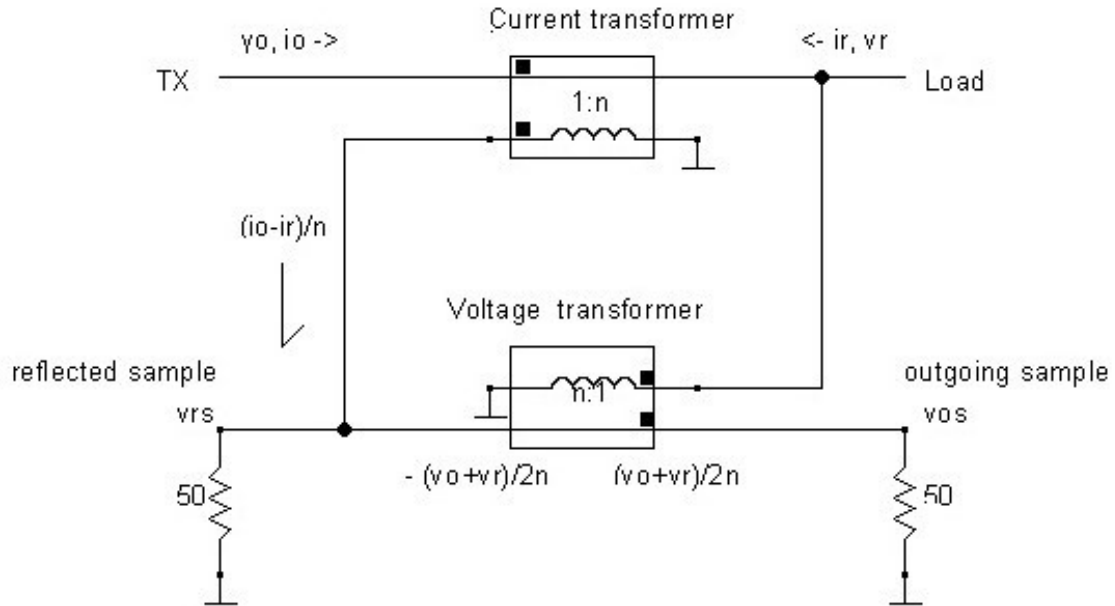 Current transformer
vo, io ->
<- ir, vr
TX
Load
1:n
(io-ir)/n
Voltage transformer
reflected sample
outgoing sample
n:1
vrs
vos
- (vo+vr)/2n
(vo+vr)/2n
50
50